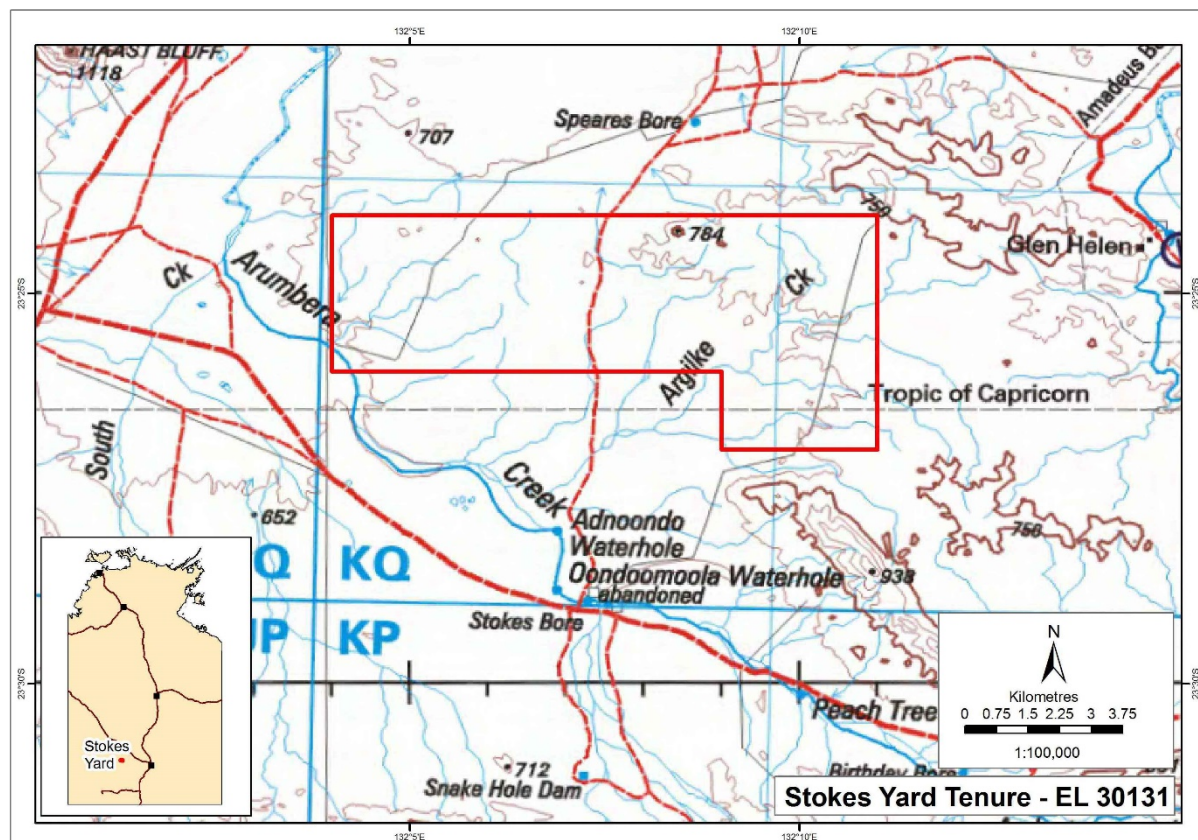 132°5'E
132°10'E
HAAST BLUFF
1118
Amadeus
Speares Bore
707
759
784
Glen Helen
Ck
Arumbera
Ck
23°25'S
23°25'S
Argilke
Tropic of Capricorn
South
Creek
Adnoondo
Waterhole
652
756
Q KQ
Oondoomoola Waterhole
abandoned
938
Stokes Bore
P KP
N
Kilometres
0 0.75 1.5 2.25 3 3.75
1:100,000
23°30'S
23°30'S
Peach Tree
Stokes
Yard
712
Snake Hole Dam
Birthday Bore
Stokes Yard Tenure - EL 30131
132°5'E
132°10'E